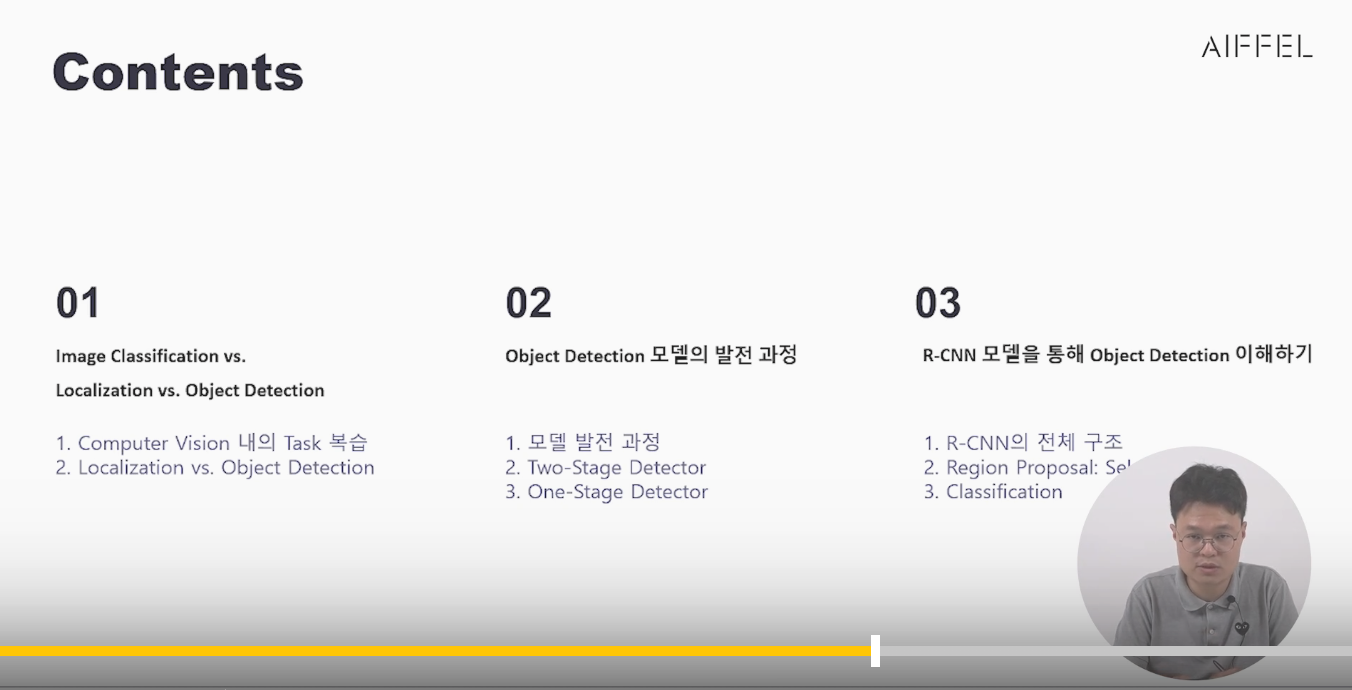 Contents
AIFFEL
01
Image Classification vs.
Localization vs. Object Detection
1. Computer Vision 내의 Task 복습
2. Localization vs. Object Detection
02
Object Detection 모델의 발전 과정
1. 모델 발전 과정
2. Two-Stage Detector
3. One-Stage Detector
03
R-CNN 모델을 통해 Object Detection 이해하기
1. R-CNN의 전체 구조
2. Region Proposal:
3. Classification